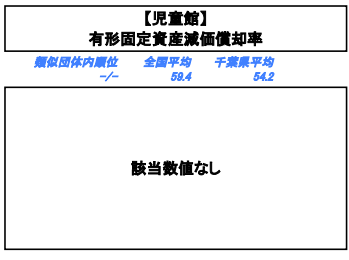 【児童館】
有形固定資産減価償却率
類似団体内順位 全国平均 千葉県平均
-/- 59.4 54.2
該当数値なし